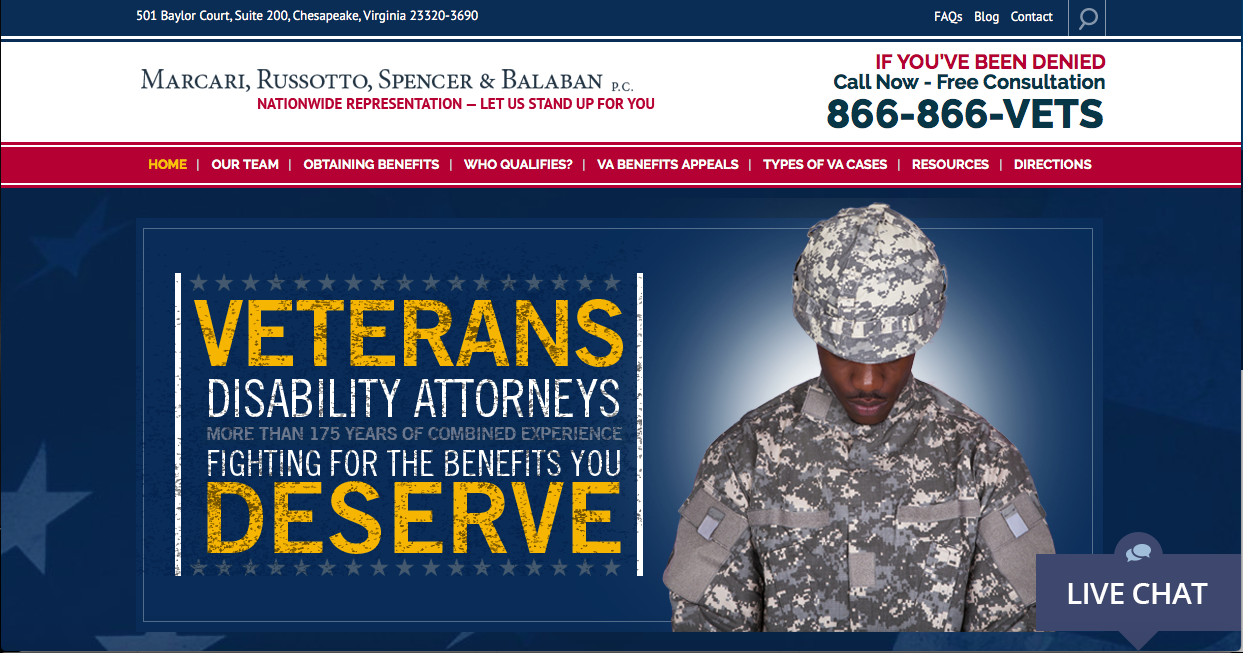 501 Baylor Court, Suite 200, Chesapeake, Virginia 23320-3690
FAQs Blog Contact
MARCARI, RUSSOTTO, SPENCER & BALABAN P.C.
NATIONWIDE REPRESENTATION — LET US STAND UP FOR YOU
IF YOU'VE BEEN DENIED
Call Now - Free Consultation
866-866-VETS
HOME | OUR TEAM | OBTAINING BENEFITS | WHO QUALIFIES? | VA BENEFITS APPEALS | TYPES OF VA CASES | RESOURCES | DIRECTIONS
VETERANS
DISABILITY ATTORNEYS
MORE THAN 175 YEARS OF COMBINED EXPERIENCE
FIGHTING FOR THE BENEFITS YOU
DESERVE
LIVE CHAT